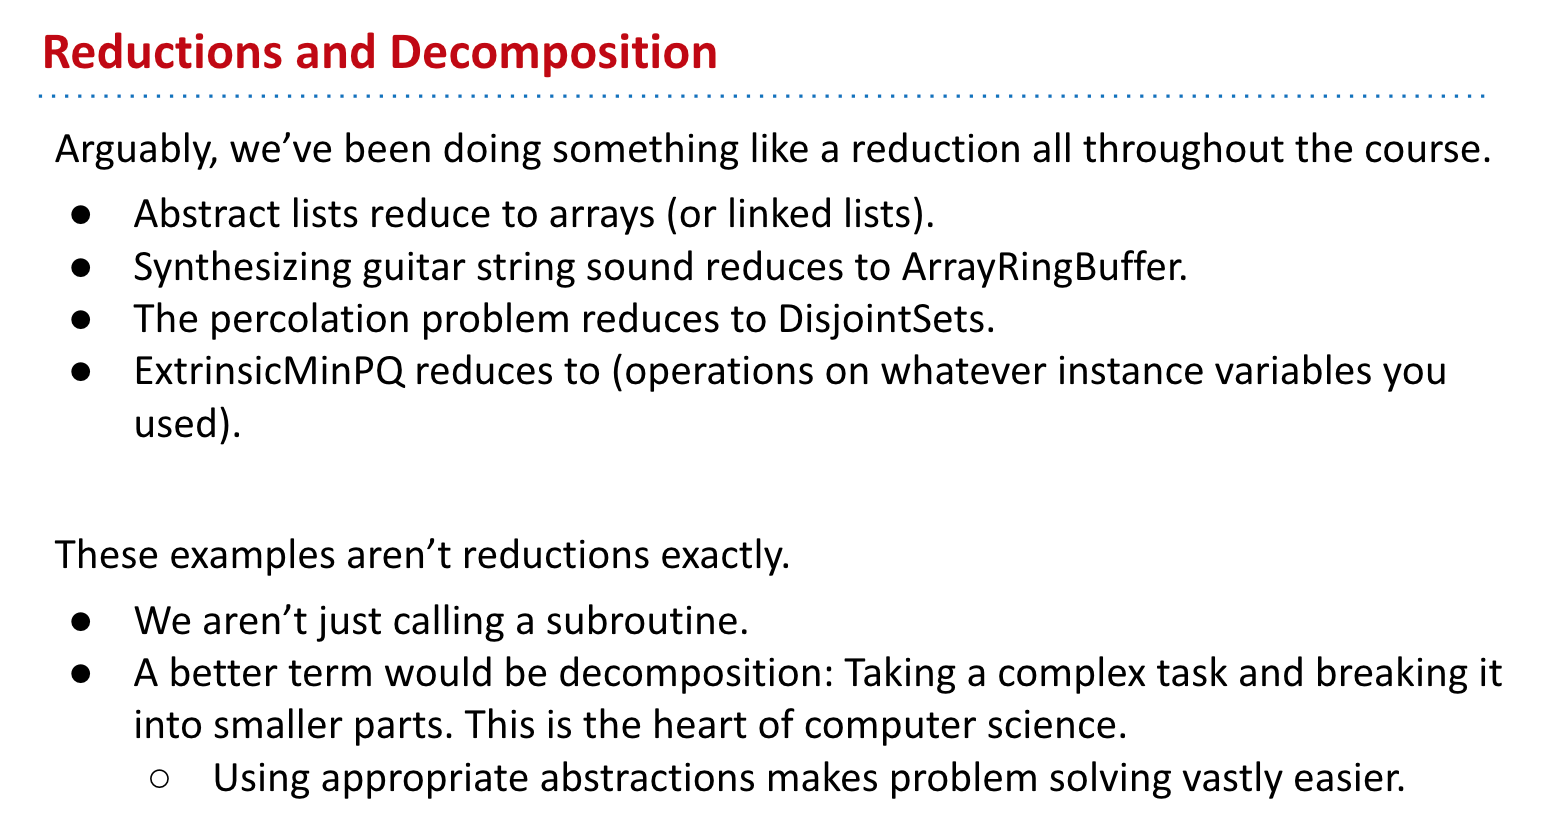 Reductions and Decomposition
Arguably, we’ve been doing something like a reduction all throughout the course.
● Abstract lists reduce to arrays (or linked lists).
● Synthesizing guitar string sound reduces to ArrayRingBuffer.
● The percolation problem reduces to DisjointSets.
● ExtrinsicMinPQ reduces to (operations on whatever instance variables you
used).
These examples aren’t reductions exactly.
● We aren’t just calling a subroutine.
● A better term would be decomposition: Taking a complex task and breaking it
into smaller parts. This is the heart of computer science.
○ Using appropriate abstractions makes problem solving vastly easier.